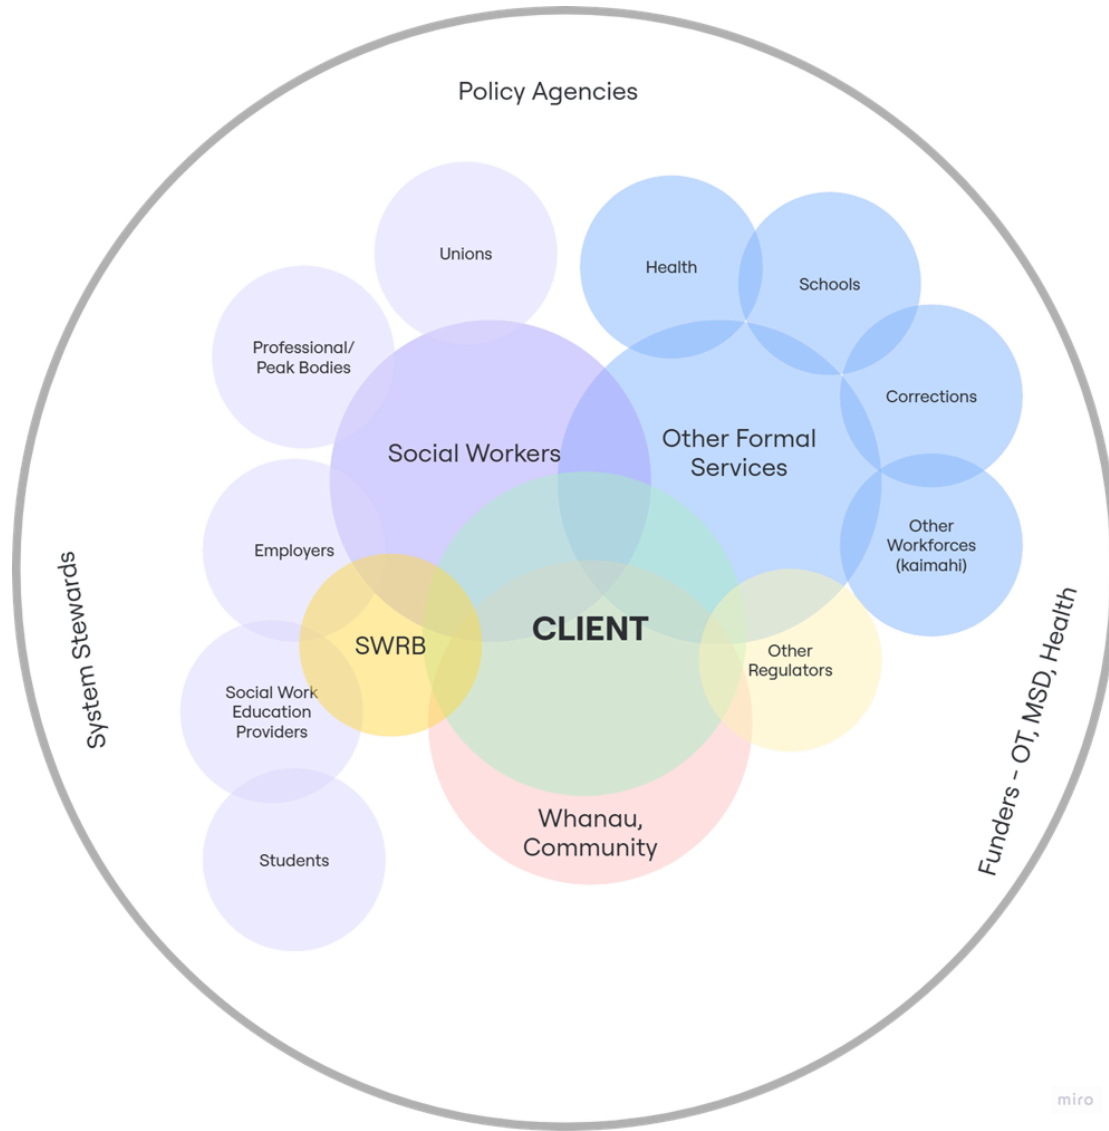 Policy Agencies
Unions
Health
Schools
Professional/
Peak Bodies
Corrections
Social Workers
Other Formal
Services
Employers
Other
Workforces
(kaimahi)
CLIENT
SWRB
Other
Regulators
System Stewards
Social Work
Education
Providers
Funders - OT, MSD, Health
Whanau,
Community
Students
miro